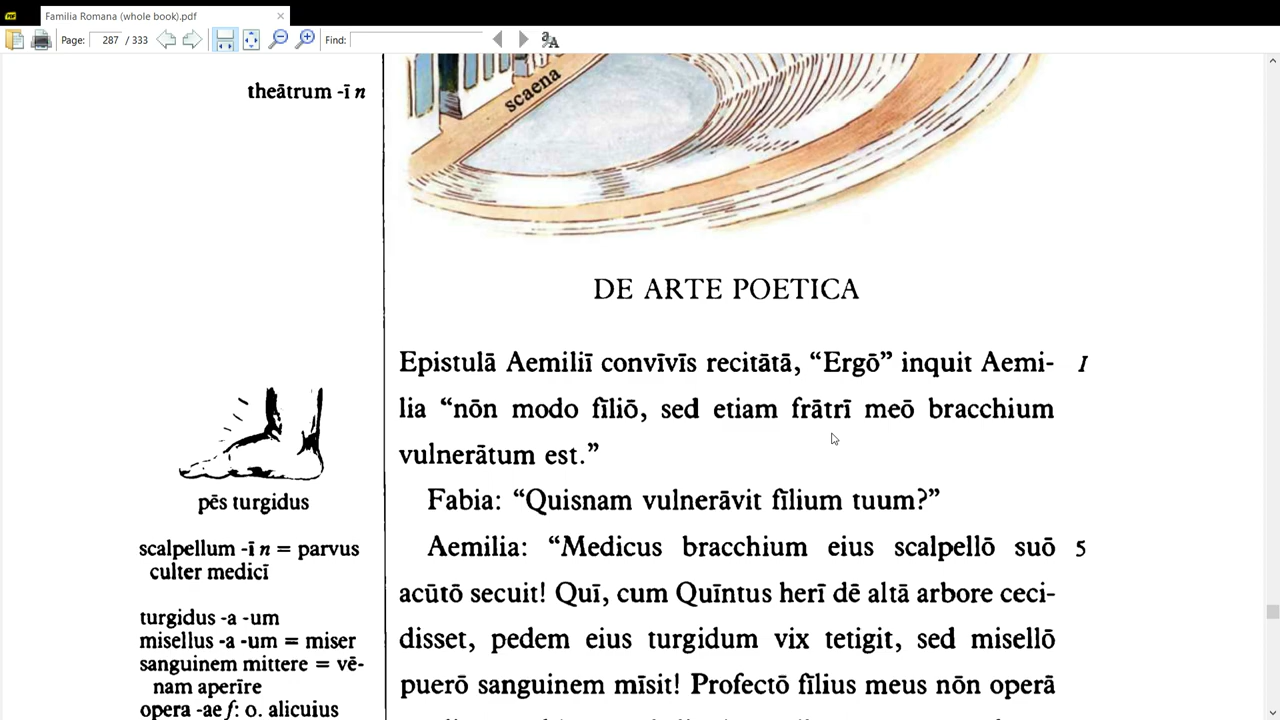 Familia Romana (whole book).pdf
Page: 287 / 333 Find:
theātrum -ī n
scaena
DE ARTE POETICA
Epistulā Aemiliī convīvīs recitātā, “Ergō” inquit Aemi- I
lia “nōn modo fīliō, sed etiam frātrī meō bracchium
vulnerātum est.”
pēs turgidus
Fabia: “Quisnam vulnerāvit fīlium tuum?”
Aemilia: “Medicus bracchium eius scalpellō suō 5
acūtō secuit! Quī, cum Quīntus herī dē altā arbore ceci-
disset, pedem eius turgidum vix tetigit, sed misellō
puerō sanguinem mīsit! Profectō fīlius meus nōn operā
scalpellum -ī n = parvus
culter medicī
turgidus -a -um
misellus -a -um = miser
sanguinem mittere = vē-
nam aperīre
opera -ae f: o. alicuius